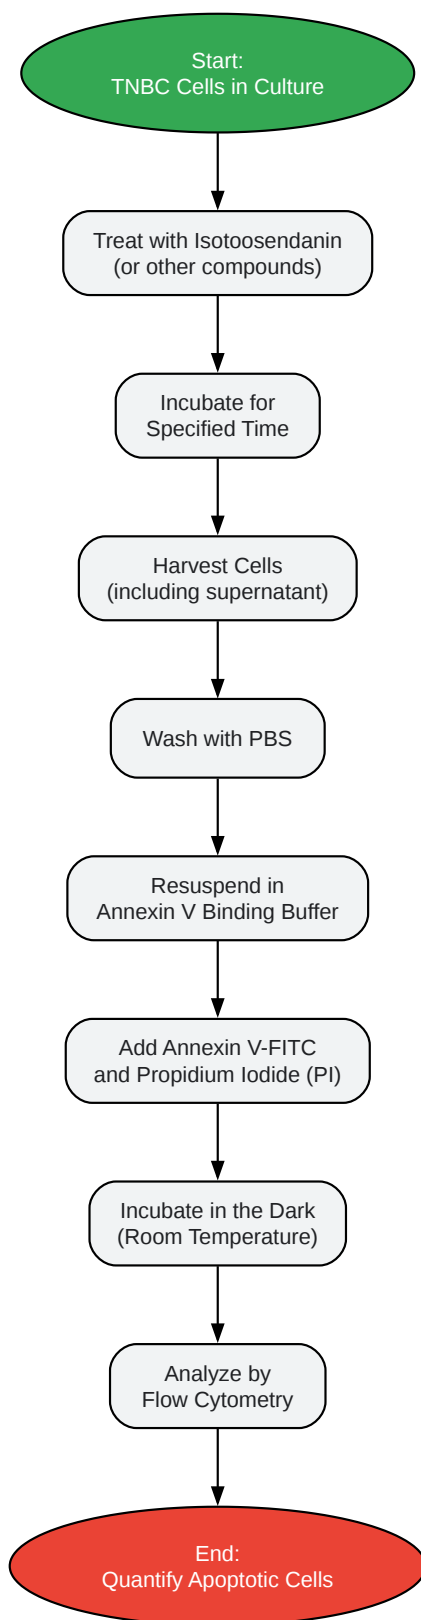 Start:
TNBC Cells in Culture
Treat with Isotoosendanin
(or other compounds)
Incubate for
Specified Time
Harvest Cells
(including supernatant)
Wash with PBS
Resuspend in
Annexin V Binding Buffer
Add Annexin V-FITC
and Propidium Iodide (PI)
Incubate in the Dark
(Room Temperature)
Analyze by
Flow Cytometry
End:
Quantify Apoptotic Cells